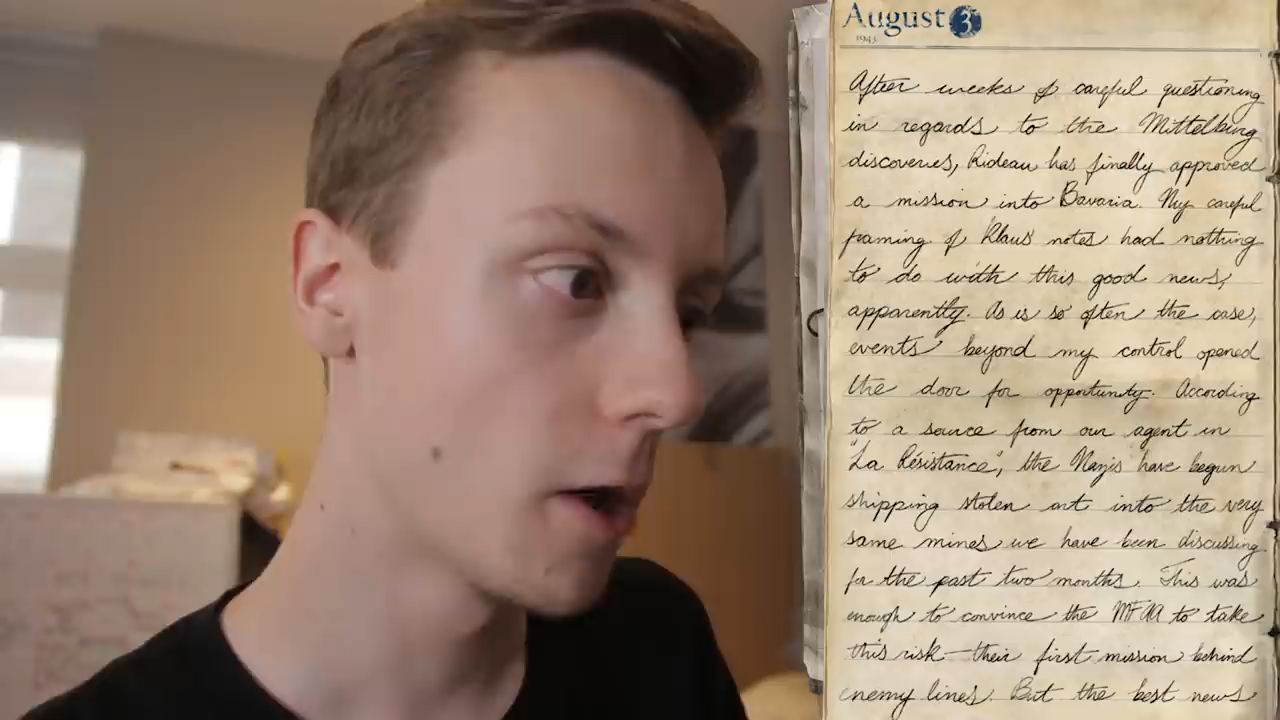 August 3
1943
After weeks of careful questioning
in regards to the Mittelburg
discoveries, Rideau has finally approved
a mission into Bavaria. My careful
framing of Klaus' notes had nothing
to do with this good news,
apparently. As is so often the case,
events beyond my control opened
the door for opportunity. According
to a source from our agent in
"La Résistance", the Nazis have begun
shipping stolen art into the very
same mines we have been discussing
for the past two months. This was
enough to convince the MFAA to take
this risk—their first mission behind
enemy lines. But the best news